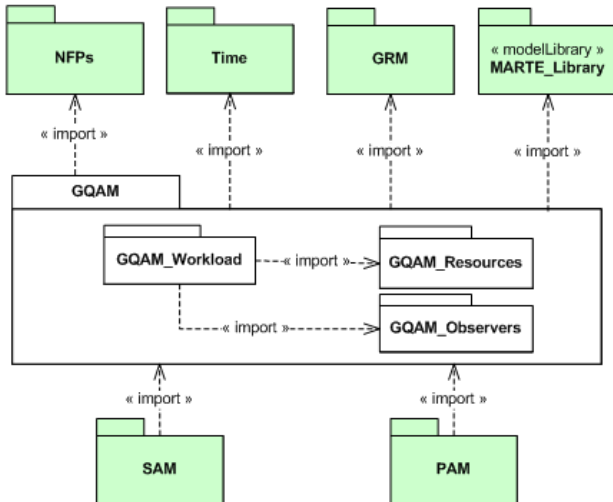 NFPs
Time
GRM
« modelLibrary »
MARTE_Library
« import »
« import »
« import »
« import »
GQAM
GQAM_Workload
« import »
GQAM_Resources
« import »
GQAM_Observers
« import »
« import »
SAM
PAM